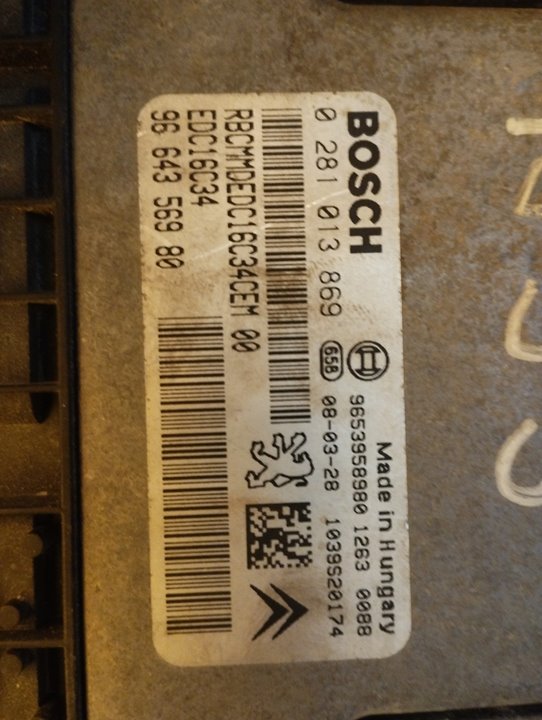 BOSCH
Made in Hungary
0 281 013 869
9653958980 1263 0088
658
08-03-28 1039S20174
RBCMMDEDC16C34CEM 00
EDC16C34
96 643 569 80